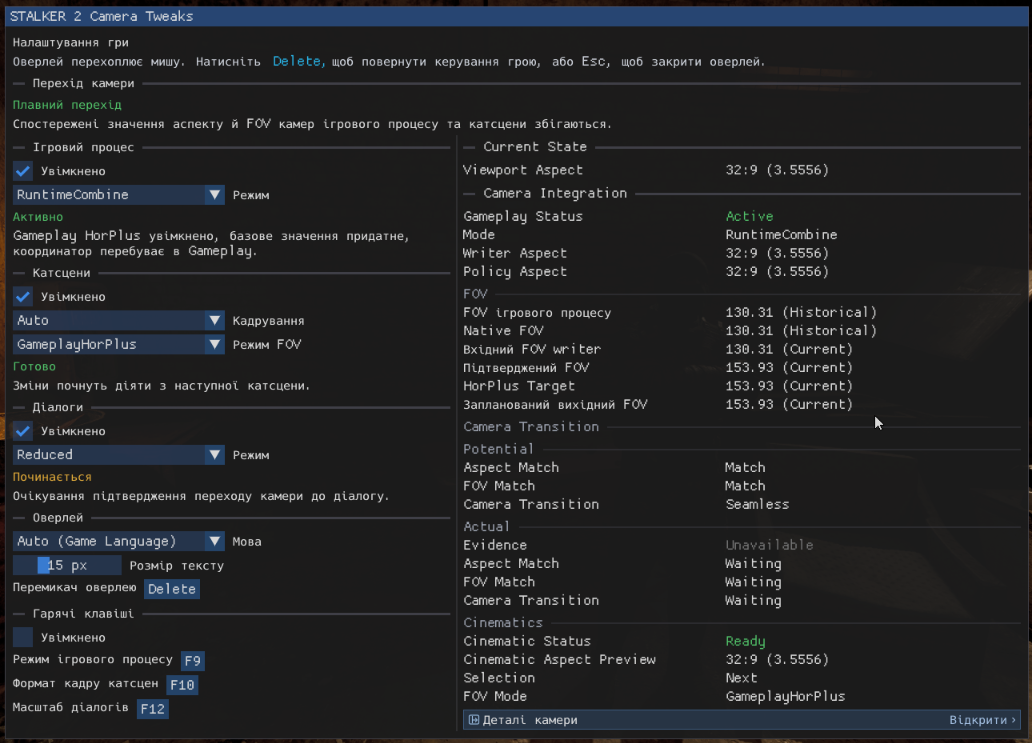 STALKER 2 Camera Tweaks
Налаштування гри
Оверлей перехоплює мишу. Натисніть Delete, щоб повернути керування грою, або Esc, щоб закрити оверлей.
Перехід камери
Плавний перехід
Спостережені значення аспекту й FOV камер ігрового процесу та катсцени збігаються.
Ігровий процес
Увімкнено
RuntimeCombine ▼ Режим
Активно
Gameplay HorPlus увімкнено, базове значення придатне,
координатор перебуває в Gameplay.
Катсцени
Увімкнено
Auto ▼ Кадрування
GameplayHorPlus ▼ Режим FOV
Готово
Зміни почнуть діяти з наступної катсцени.
Діалоги
Увімкнено
Reduced ▼ Режим
Починається
Очікування підтвердження переходу камери до діалогу.
Оверлей
Auto (Game Language) ▼ Мова
15 px Розмір тексту
Перемикач оверлею Delete
Гарячі клавіші
Увімкнено
Режим ігрового процесу F9
Формат кадру катсцен F10
Масштаб діалогів F12
Current State
Viewport Aspect 32:9 (3.5556)
Camera Integration
Gameplay Status Active
Mode RuntimeCombine
Writer Aspect 32:9 (3.5556)
Policy Aspect 32:9 (3.5556)
FOV
FOV ігрового процесу 130.31 (Historical)
Native FOV 130.31 (Historical)
Вхідний FOV writer 130.31 (Current)
Підтверджений FOV 153.93 (Current)
HorPlus Target 153.93 (Current)
Запланований вихідний FOV 153.93 (Current)
Camera Transition
Potential
Aspect Match Match
FOV Match Match
Camera Transition Seamless
Actual
Evidence Unavailable
Aspect Match Waiting
FOV Match Waiting
Camera Transition Waiting
Cinematics
Cinematic Status Ready
Cinematic Aspect Preview 32:9 (3.5556)
Selection Next
FOV Mode GameplayHorPlus
Деталі камери Відкрити ›